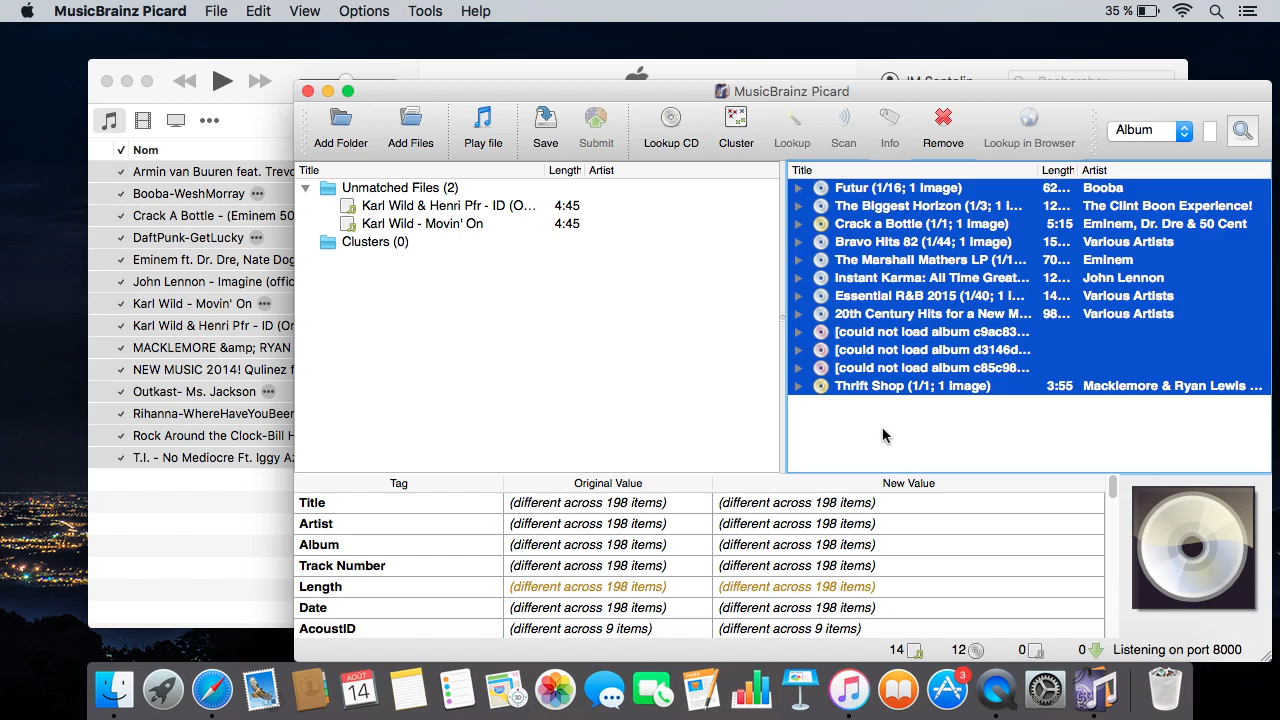 MusicBrainz Picard File Edit View Options Tools Help 35 %
Nom
Armin van Buuren feat. Trevo
Booba-WeshMorray
Crack A Bottle - (Eminem 50
DaftPunk-GetLucky
Eminem ft. Dr. Dre, Nate Dog
John Lennon - Imagine (offic
Karl Wild - Movin' On
Karl Wild & Henri Pfr - ID (Or
MACKLEMORE &amp; RYAN
NEW MUSIC 2014! Qulinez f
Outkast- Ms. Jackson
Rihanna-WhereHaveYouBeen
Rock Around the Clock-Bill H
T.I. - No Mediocre Ft. Iggy Az
MusicBrainz Picard
Add Folder Add Files Play file Save Submit Lookup CD Cluster Lookup Scan Info Remove Lookup in Browser Album
Title Length Artist
Unmatched Files (2)
Karl Wild & Henri Pfr - ID (O... 4:45
Karl Wild - Movin' On 4:45
Clusters (0)
Title Length Artist
Futur (1/16; 1 image) 62... Booba
The Biggest Horizon (1/3; 1 i... 12... The Clint Boon Experience!
Crack a Bottle (1/1; 1 image) 5:15 Eminem, Dr. Dre & 50 Cent
Bravo Hits 82 (1/44; 1 image) 15... Various Artists
The Marshall Mathers LP (1/1... 70... Eminem
Instant Karma: All Time Great... 12... John Lennon
Essential R&B 2015 (1/40; 1 i... 14... Various Artists
20th Century Hits for a New M... 98... Various Artists
[could not load album c9ac83...
[could not load album d3146d...
[could not load album c85c98...
Thrift Shop (1/1; 1 image) 3:55 Macklemore & Ryan Lewis ...
Tag Original Value New Value
Title (different across 198 items) (different across 198 items)
Artist (different across 198 items) (different across 198 items)
Album (different across 198 items) (different across 198 items)
Track Number (different across 198 items) (different across 198 items)
Length (different across 198 items) (different across 198 items)
Date (different across 198 items) (different across 198 items)
AcoustID (different across 9 items) (different across 9 items)
14 12 0 0 Listening on port 8000
AOÛT
14
3